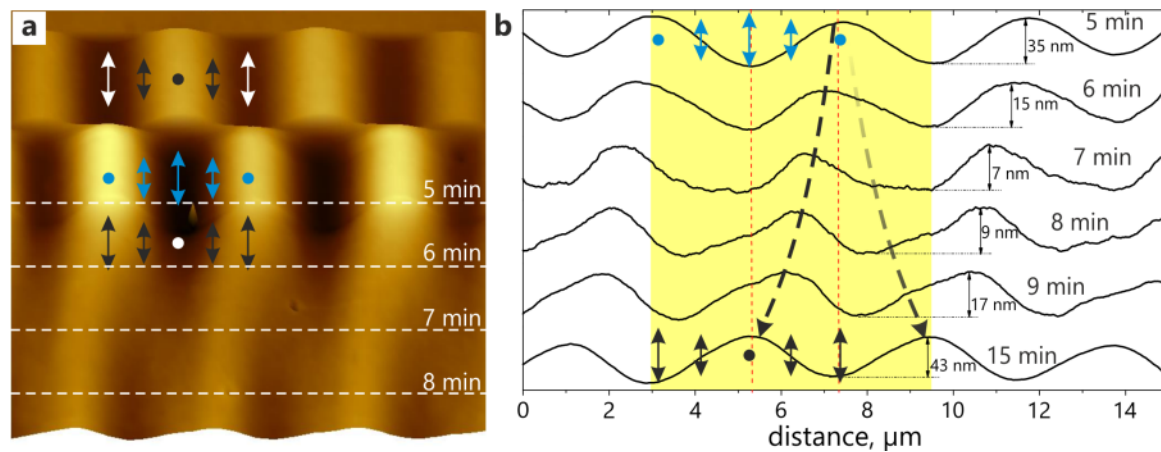 a
5 min
6 min
7 min
8 min
b
5 min
35 nm
6 min
15 nm
7 min
7 nm
8 min
9 nm
9 min
17 nm
15 min
43 nm
0 2 4 6 8 10 12 14
distance, µm